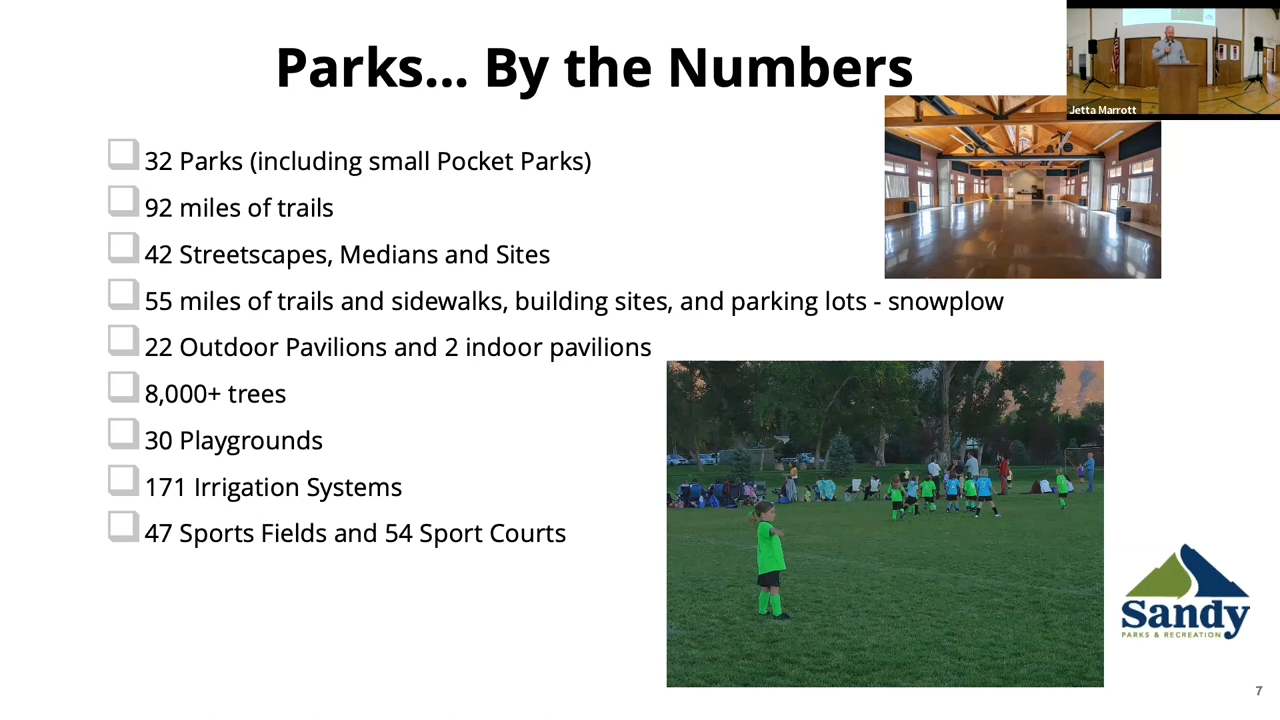 Parks... By the Numbers
Jetta Marrott
32 Parks (including small Pocket Parks)
92 miles of trails
42 Streetscapes, Medians and Sites
55 miles of trails and sidewalks, building sites, and parking lots - snowplow
22 Outdoor Pavilions and 2 indoor pavilions
8,000+ trees
30 Playgrounds
171 Irrigation Systems
47 Sports Fields and 54 Sport Courts
Sandy
PARKS & RECREATION
7